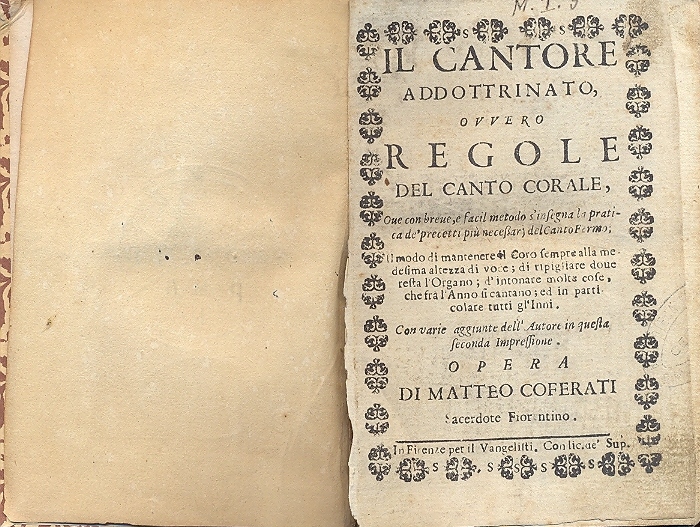 M. I. 3
IL CANTORE
ADDOTTRINATO,
OVVERO
REGOLE
DEL CANTO CORALE,
Oue con breue, e facil metodo s'insegna la prati-
ca de' precetti più necessarj del Canto Fermo;
il modo di mantenere il Coro sempre alla me-
desima altezza di voce; di ripigliare doue
resta l'Organo; d'intonare molte cose,
che fra l'Anno si cantano; ed in parti-
colare tutti gl'Inni.
Con varie aggiunte dell'Autore in questa
seconda Impressione.
OPERA
DI MATTEO COFERATI
Sacerdote Fiorentino.
In Firenze per il Vangelisti. Con lic. de' Sup.